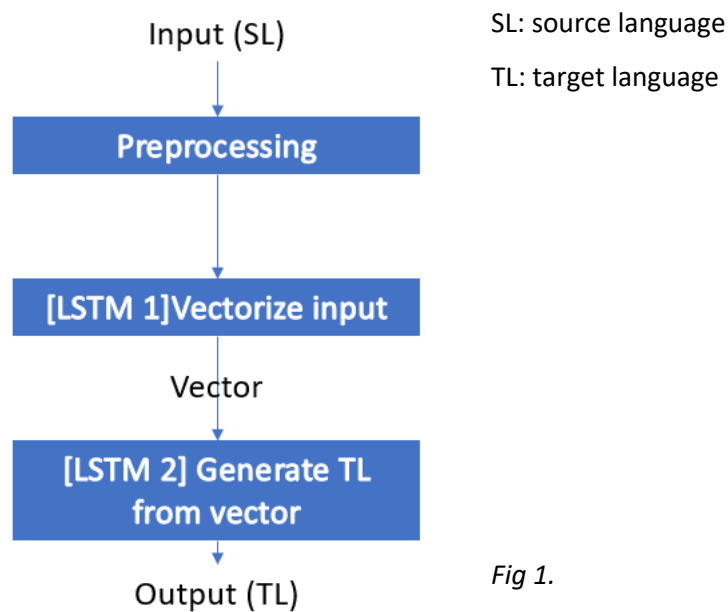 Input (SL)
SL: source language
TL: target language
Preprocessing
[LSTM 1]Vectorize input
Vector
[LSTM 2] Generate TL
from vector
Output (TL)
Fig 1.